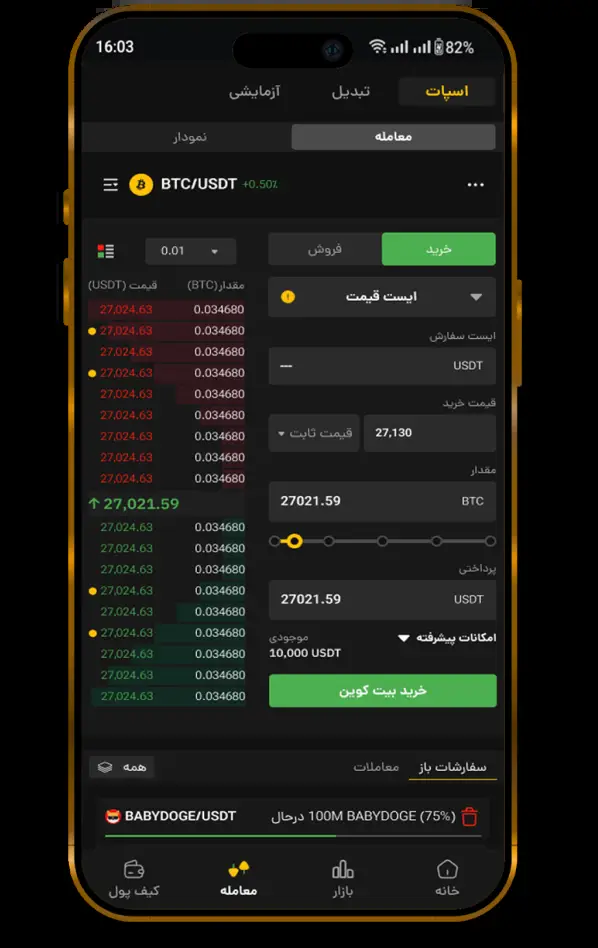 16:03 82%
اسپات تبدیل آزمایشی
معامله نمودار
BTC/USDT +0.50%
خرید فروش
0.01
ایست قیمت
ایست سفارش
--- USDT
قیمت خرید
27,130 قیمت ثابت
مقدار
27021.59 BTC
پرداختی
27021.59 USDT
امکانات پیشرفته
موجودی
10,000 USDT
خرید بیت کوین
مقدار(BTC) قیمت (USDT)
27,024.63 0.034680
27,024.63 0.034680
27,024.63 0.034680
27,024.63 0.034680
27,024.63 0.034680
27,024.63 0.034680
27,024.63 0.034680
27,024.63 0.034680
27,024.63 0.034680
↑ 27,021.59
27,024.63 0.034680
27,024.63 0.034680
27,024.63 0.034680
27,024.63 0.034680
27,024.63 0.034680
27,024.63 0.034680
27,024.63 0.034680
27,024.63 0.034680
27,024.63 0.034680
سفارشات باز معاملات همه
BABYDOGE/USDT
100M BABYDOGE (75%) درحال
خانه بازار معامله کیف پول